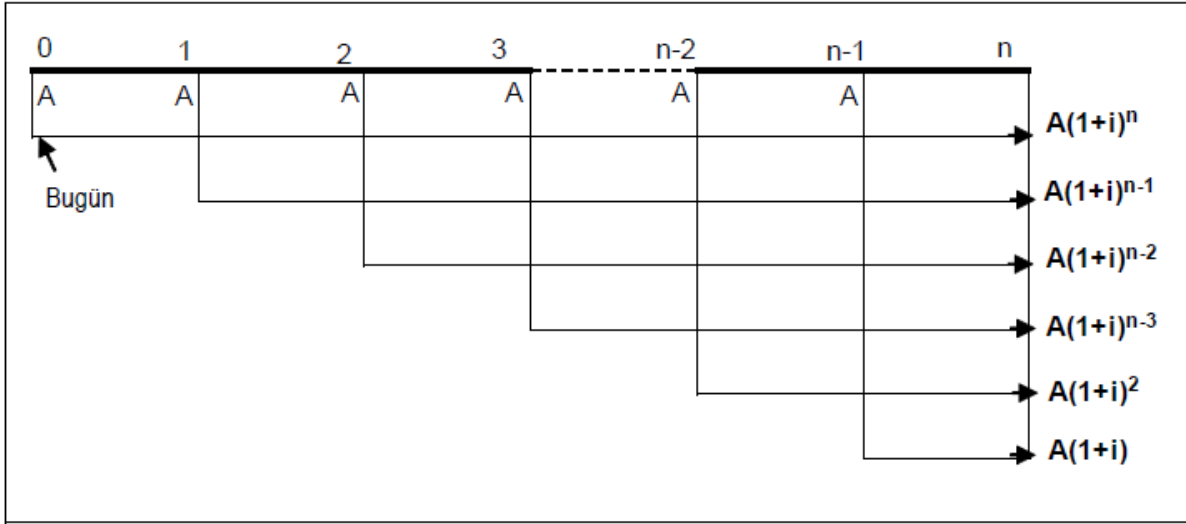 0 1 2 3 n-2 n-1 n
A A A A A A
A(1+i)ⁿ
Bugün
A(1+i)ⁿ⁻¹
A(1+i)ⁿ⁻²
A(1+i)ⁿ⁻³
A(1+i)²
A(1+i)